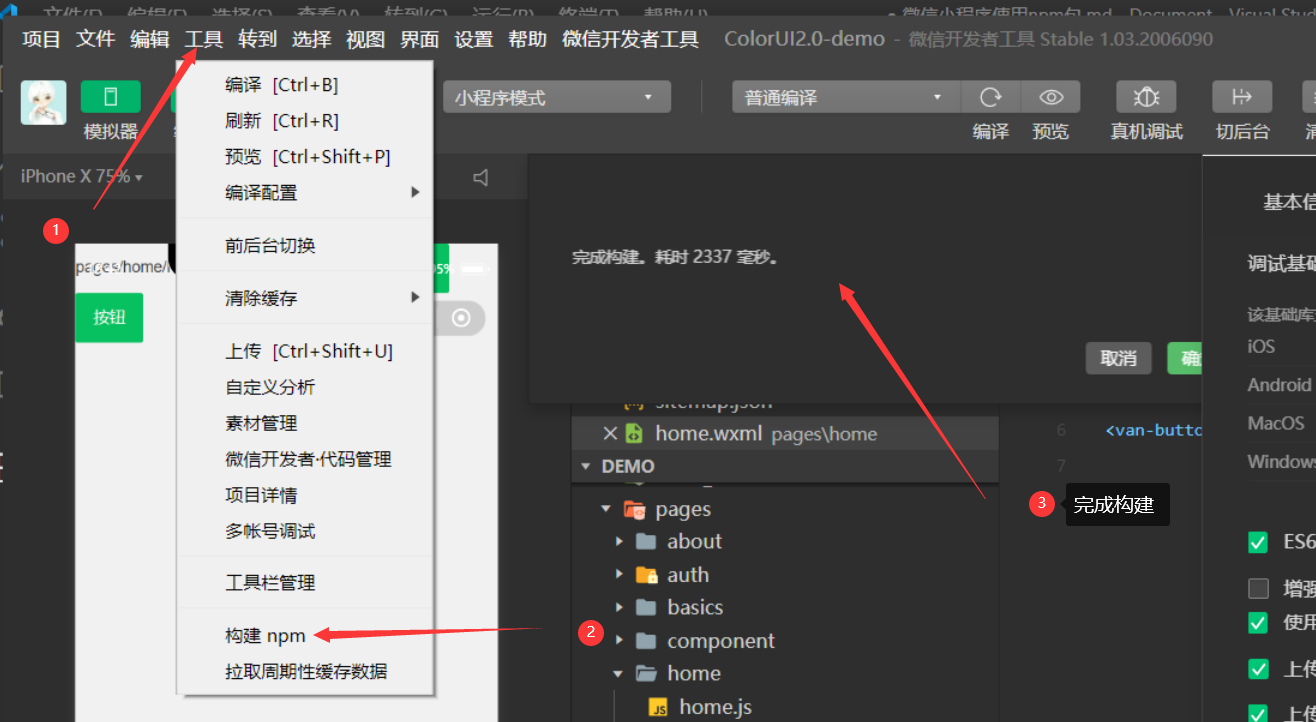 项目 文件 编辑 工具 转到 选择 视图 界面 设置 帮助 微信开发者工具 ColorUI2.0-demo - 微信开发者工具 Stable 1.03.2006090
模拟器
小程序模式
普通编译
编译 预览 真机调试 切后台
iPhone X 75%
1
编译 [Ctrl+B]
刷新 [Ctrl+R]
预览 [Ctrl+Shift+P]
编译配置
前后台切换
清除缓存
上传 [Ctrl+Shift+U]
自定义分析
素材管理
微信开发者·代码管理
项目详情
多帐号调试
工具栏管理
构建 npm
拉取周期性缓存数据
pages/home/
按钮
完成构建。耗时 2337 毫秒。
取消
sitemap.json
home.wxml pages\home
DEMO
pages
about
auth
basics
2
component
home
JS home.js
6 <van-butto
7
3 完成构建
基本信
调试基础
该基础库
iOS
Android
MacOS
Windows
ES6
增强
使用
上传
上传